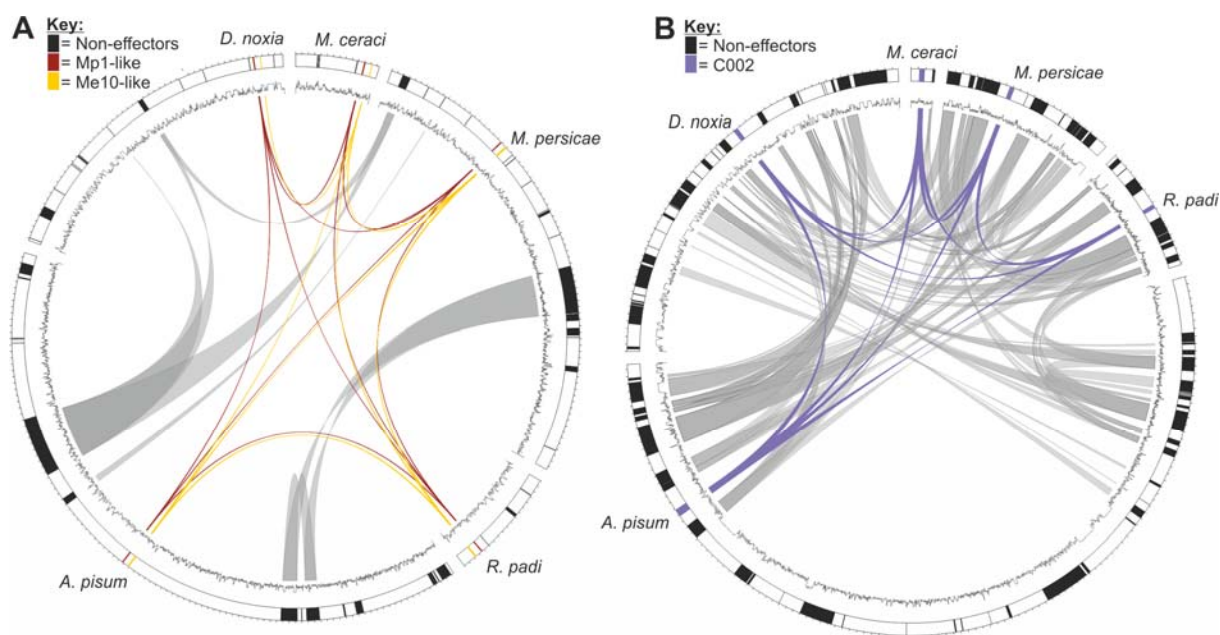 A
Key:
= Non-effectors
= Mp1-like
= Me10-like
D. noxia
M. ceraci
M. persicae
R. padi
A. pisum
B
Key:
= Non-effectors
= C002
M. ceraci
M. persicae
D. noxia
R. padi
A. pisum